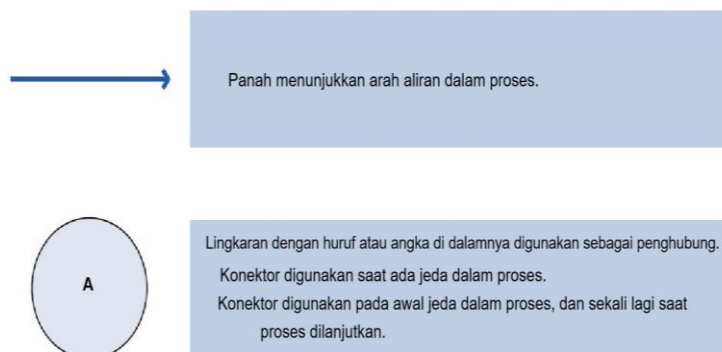 Panah menunjukkan arah aliran dalam proses.
A
Lingkaran dengan huruf atau angka di dalamnya digunakan sebagai penghubung.
Konektor digunakan saat ada jeda dalam proses.
Konektor digunakan pada awal jeda dalam proses, dan sekali lagi saat
proses dilanjutkan.